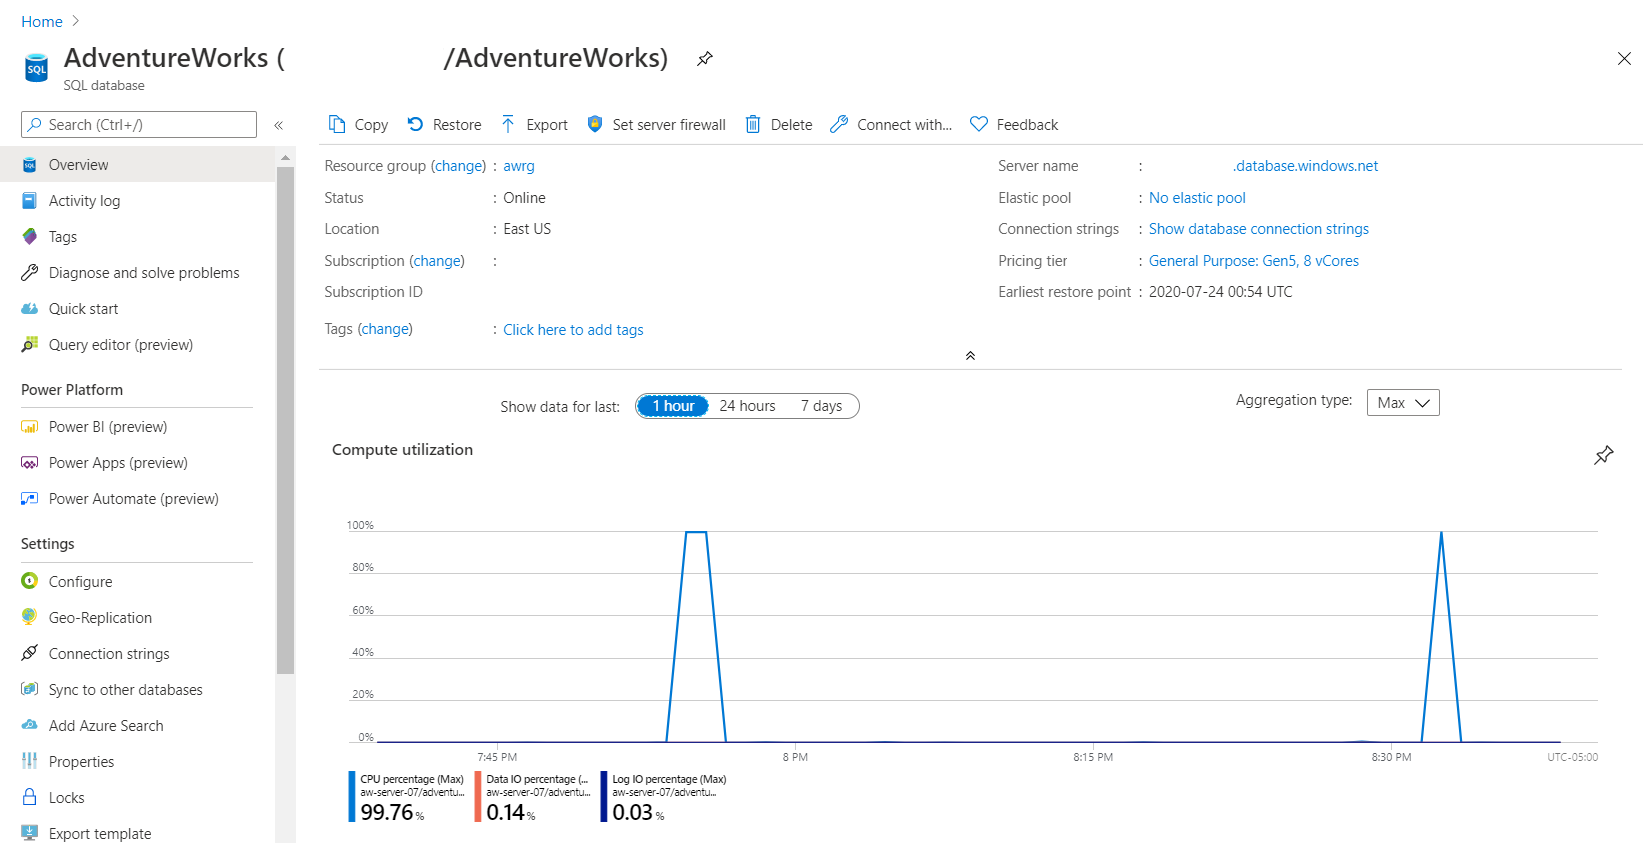 Home
AdventureWorks ( /AdventureWorks)
SQL
SQL database
Search (Ctrl+/)
«
Copy
Restore
Export
Set server firewall
Delete
Connect with...
Feedback
SQL
Overview
Activity log
Tags
Diagnose and solve problems
Quick start
Query editor (preview)
Power Platform
Power BI (preview)
Power Apps (preview)
Power Automate (preview)
Settings
Configure
Geo-Replication
Connection strings
Sync to other databases
Add Azure Search
Properties
Locks
Export template
Resource group (change) : awrg
Status : Online
Location : East US
Subscription (change) :
Subscription ID
Tags (change) : Click here to add tags
Server name : .database.windows.net
Elastic pool : No elastic pool
Connection strings : Show database connection strings
Pricing tier : General Purpose: Gen5, 8 vCores
Earliest restore point : 2020-07-24 00:54 UTC
Show data for last: 1 hour 24 hours 7 days
Aggregation type: Max
Compute utilization
100%
80%
60%
40%
20%
0%
7:45 PM 8 PM 8:15 PM 8:30 PM UTC-05:00
CPU percentage (Max)
aw-server-07/adventu...
99.76 %
Data IO percentage (...
aw-server-07/adventu...
0.14 %
Log IO percentage (Max)
aw-server-07/adventu...
0.03 %